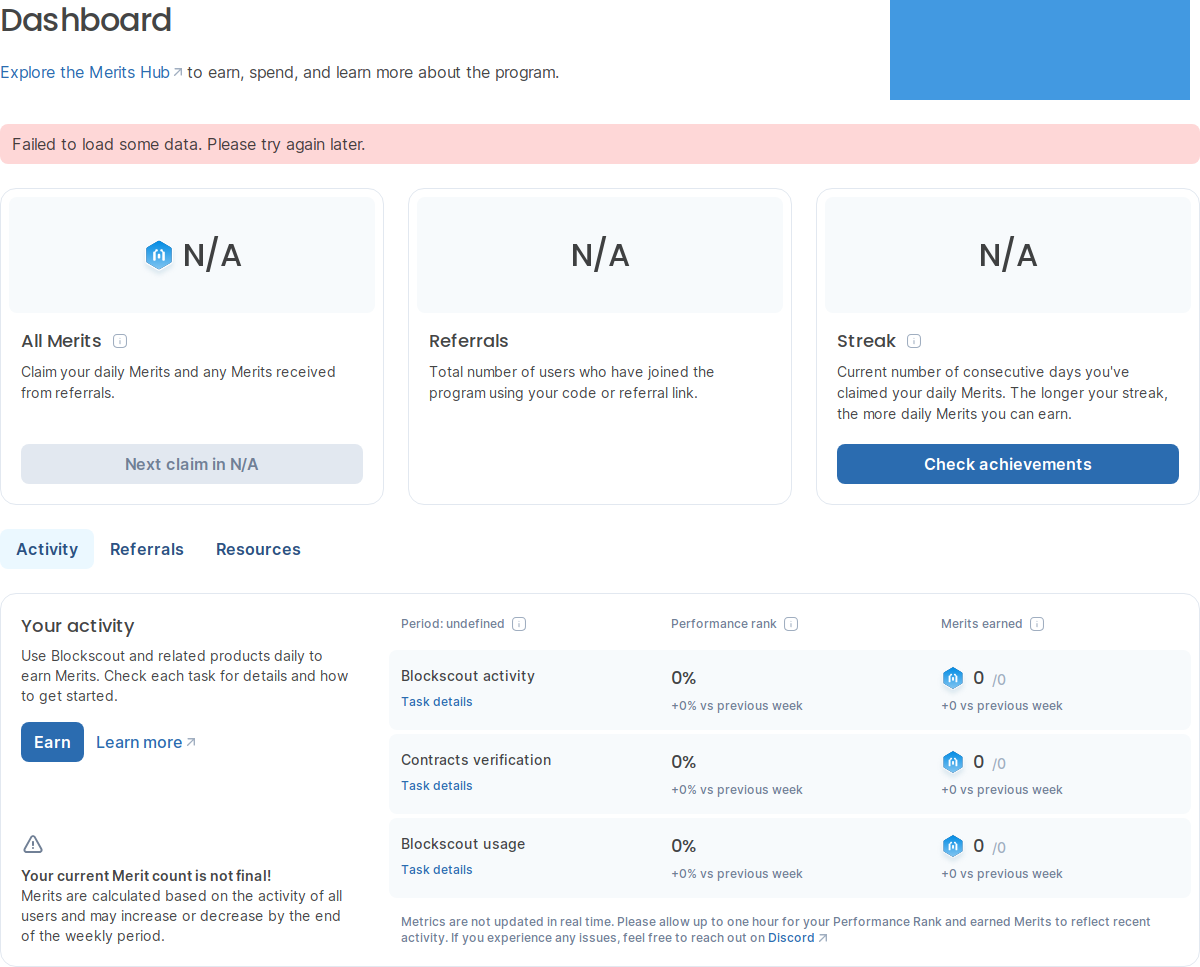 Dashboard
Explore the Merits Hub to earn, spend, and learn more about the program.
Failed to load some data. Please try again later.
N/A
All Merits
Claim your daily Merits and any Merits received
from referrals.
Next claim in N/A
N/A
Referrals
Total number of users who have joined the
program using your code or referral link.
N/A
Streak
Current number of consecutive days you've
claimed your daily Merits. The longer your streak,
the more daily Merits you can earn.
Check achievements
Activity
Referrals
Resources
Your activity
Use Blockscout and related products daily to
earn Merits. Check each task for details and how
to get started.
Earn
Learn more
Your current Merit count is not final!
Merits are calculated based on the activity of all
users and may increase or decrease by the end
of the weekly period.
Period: undefined
Performance rank
Merits earned
Blockscout activity
Task details
0%
+0% vs previous week
0 /0
+0 vs previous week
Contracts verification
Task details
0%
+0% vs previous week
0 /0
+0 vs previous week
Blockscout usage
Task details
0%
+0% vs previous week
0 /0
+0 vs previous week
Metrics are not updated in real time. Please allow up to one hour for your Performance Rank and earned Merits to reflect recent
activity. If you experience any issues, feel free to reach out on Discord